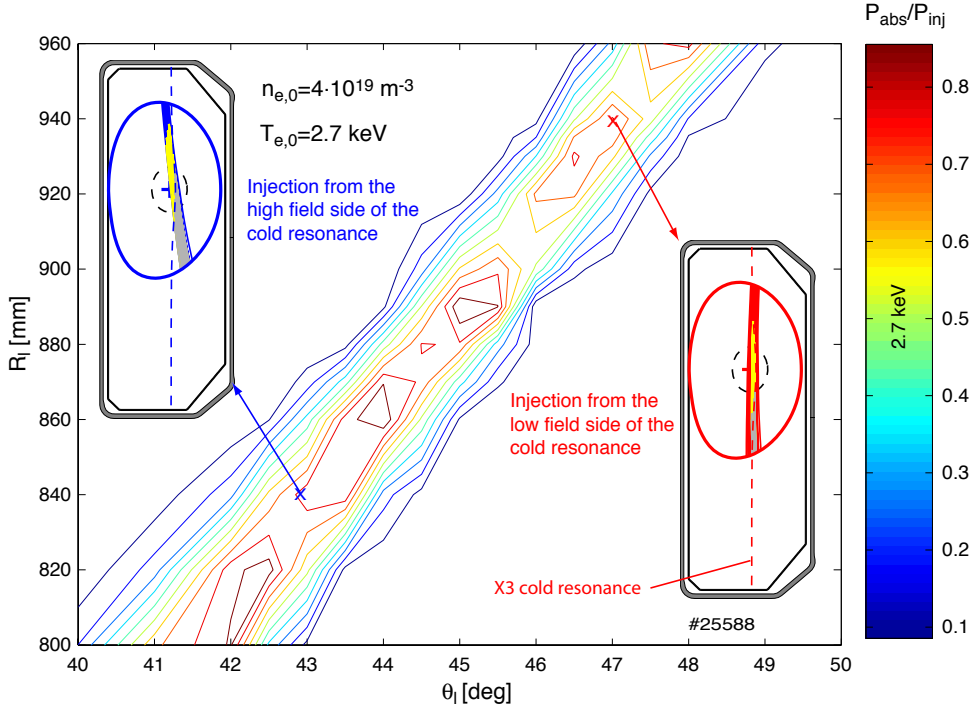 P_abs/P_inj
n_e,0=4·10^19 m^-3
T_e,0=2.7 keV
Injection from the
high field side of the
cold resonance
Injection from the
low field side of the
cold resonance
X3 cold resonance
#25588
2.7 keV
R_l [mm]
960
940
920
900
880
860
840
820
800
40
41
42
43
44
45
46
47
48
49
50
θ_l [deg]
0.8
0.7
0.6
0.5
0.4
0.3
0.2
0.1
x
x